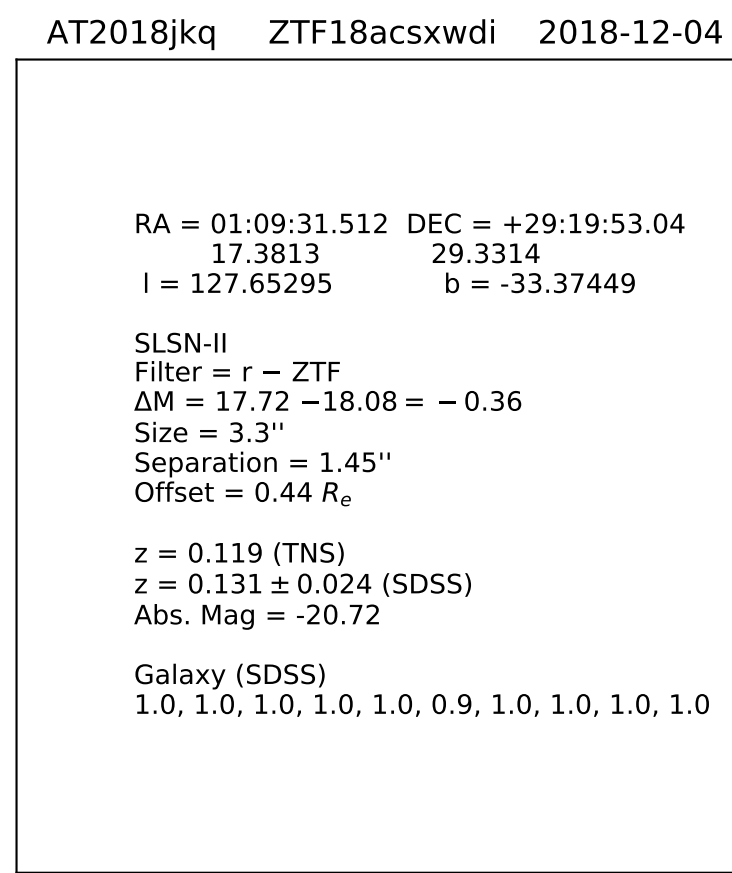 AT2018jkq ZTF18acsxwdi 2018-12-04
RA = 01:09:31.512 DEC = +29:19:53.04
17.3813 29.3314
l = 127.65295 b = -33.37449
SLSN-II
Filter = r − ZTF
ΔM = 17.72 −18.08 = − 0.36
Size = 3.3''
Separation = 1.45''
Offset = 0.44 Rₑ
z = 0.119 (TNS)
z = 0.131 ± 0.024 (SDSS)
Abs. Mag = -20.72
Galaxy (SDSS)
1.0, 1.0, 1.0, 1.0, 1.0, 0.9, 1.0, 1.0, 1.0, 1.0